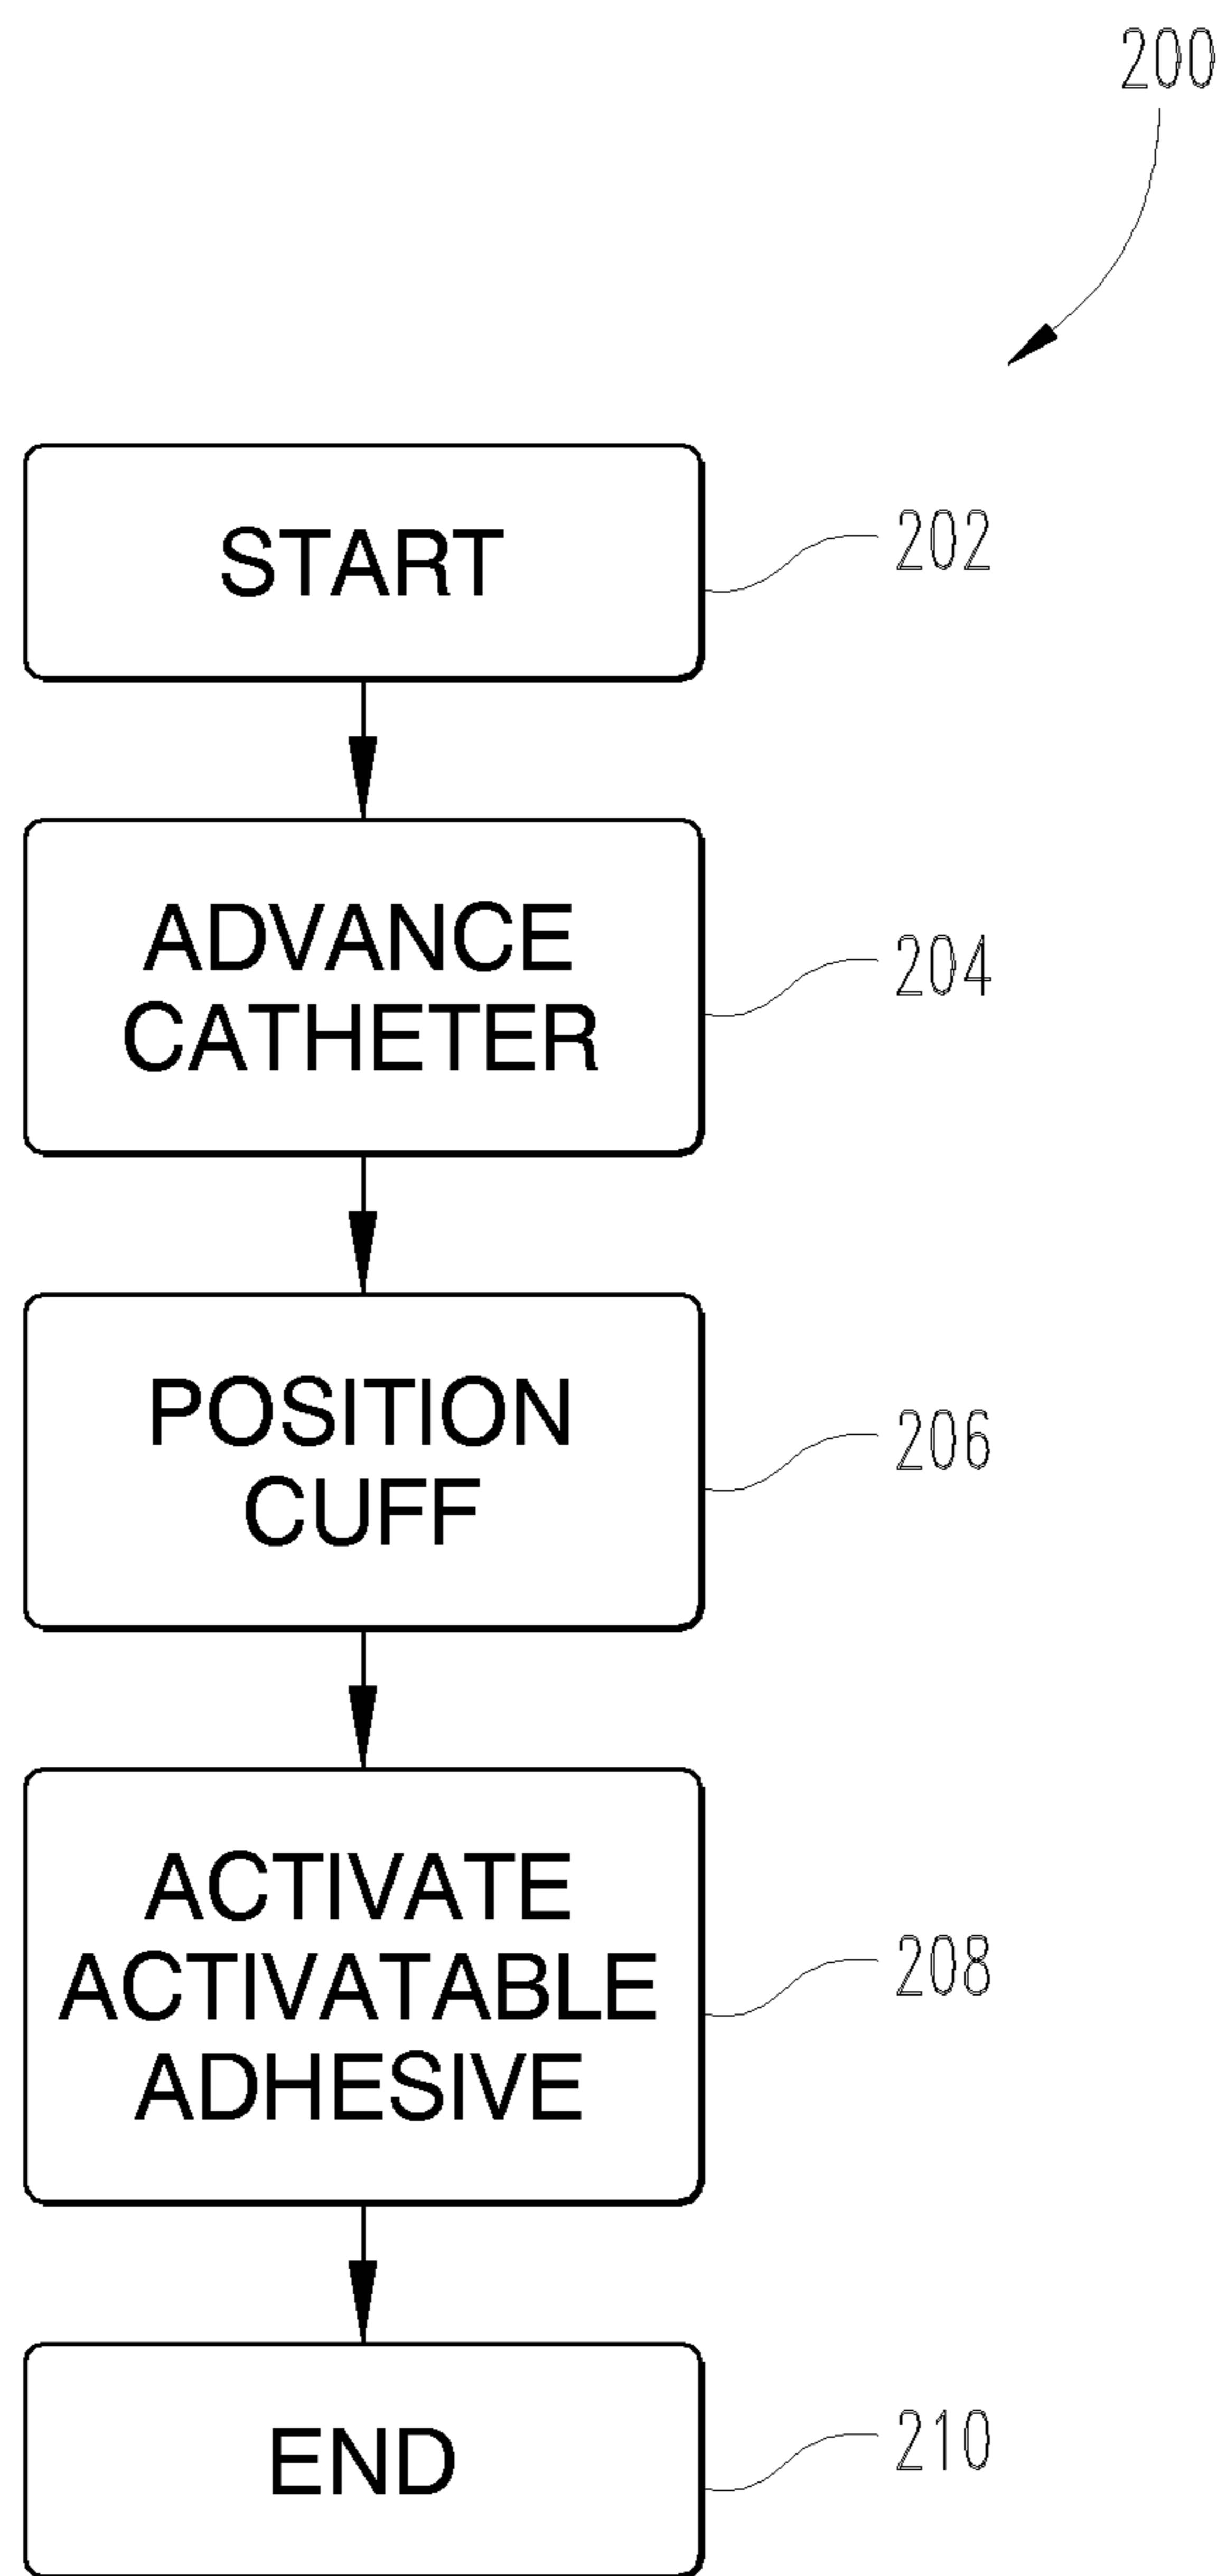 200
START
202
ADVANCE
CATHETER
204
POSITION
CUFF
206
ACTIVATE
ACTIVATABLE
ADHESIVE
208
END
210